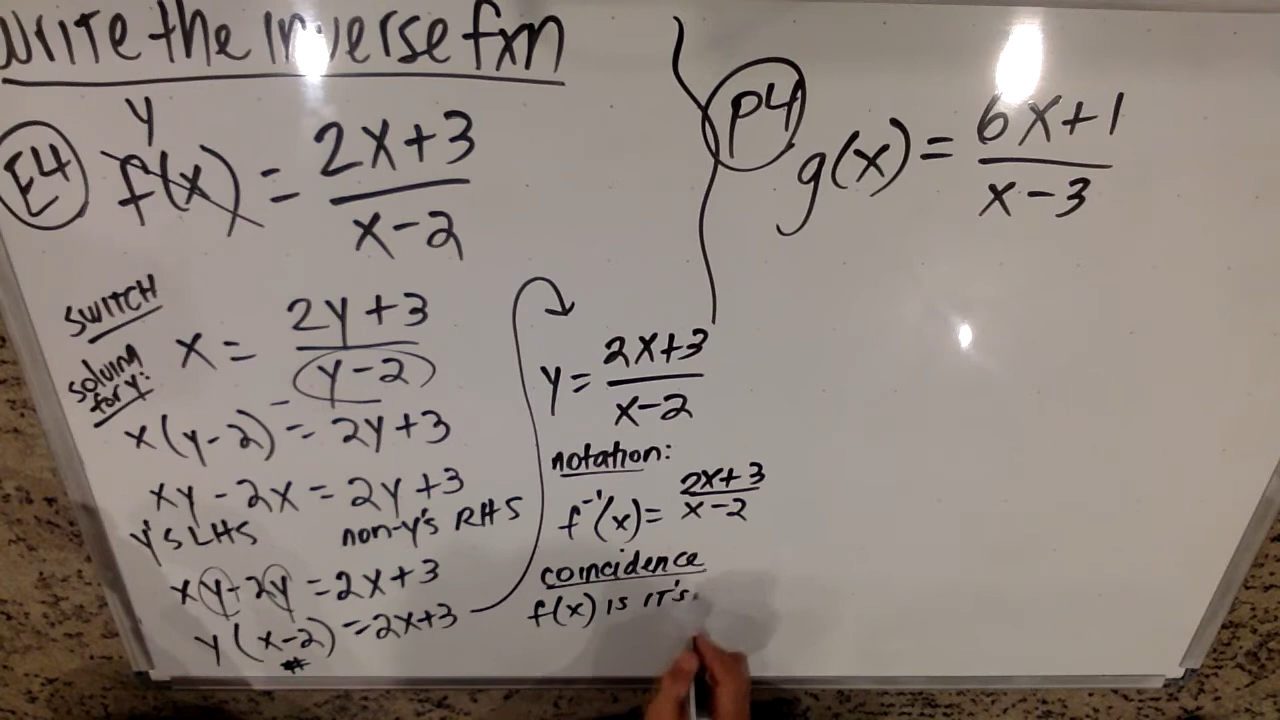 Write the inverse fxn
E4
y
f(x) = 2x+3 / x-2
SWITCH
x = 2y+3 / (y-2)
solving for y:
x(y-2) = 2y+3
xy - 2x = 2y+3
y's LHS non-y's RHS
xy - 2y = 2x+3
y(x-2) = 2x+3
y = 2x+3 / x-2
notation:
f⁻¹(x) = 2x+3 / x-2
coincidence
f(x) is it's
P4
g(x) = 6x+1 / x-3